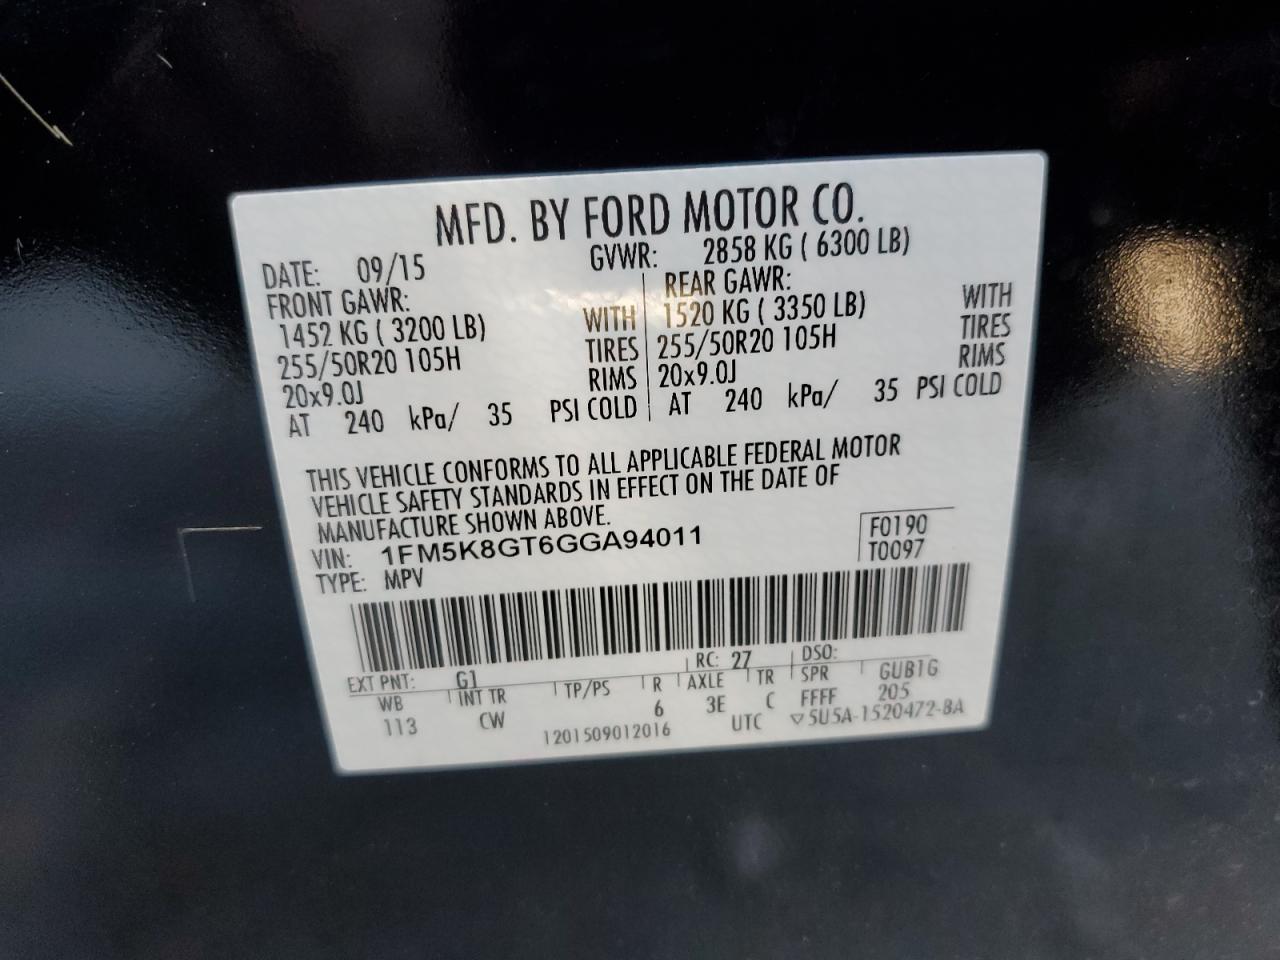 MFD. BY FORD MOTOR CO.
DATE: 09/15 GVWR: 2858 KG ( 6300 LB)
FRONT GAWR: REAR GAWR:
1452 KG ( 3200 LB) WITH 1520 KG ( 3350 LB) WITH
255/50R20 105H TIRES 255/50R20 105H TIRES
20x9.0J RIMS 20x9.0J RIMS
AT 240 kPa/ 35 PSI COLD AT 240 kPa/ 35 PSI COLD
THIS VEHICLE CONFORMS TO ALL APPLICABLE FEDERAL MOTOR
VEHICLE SAFETY STANDARDS IN EFFECT ON THE DATE OF
MANUFACTURE SHOWN ABOVE.
VIN: 1FM5K8GT6GGA94011 F0190
TYPE: MPV T0097
EXT PNT: G1 RC: 27 DSO:
WB INT TR TP/PS R AXLE TR SPR GUB1G
113 CW 6 3E C FFFF 205
1201509012016 UTC ▽5U5A-1520472-BA